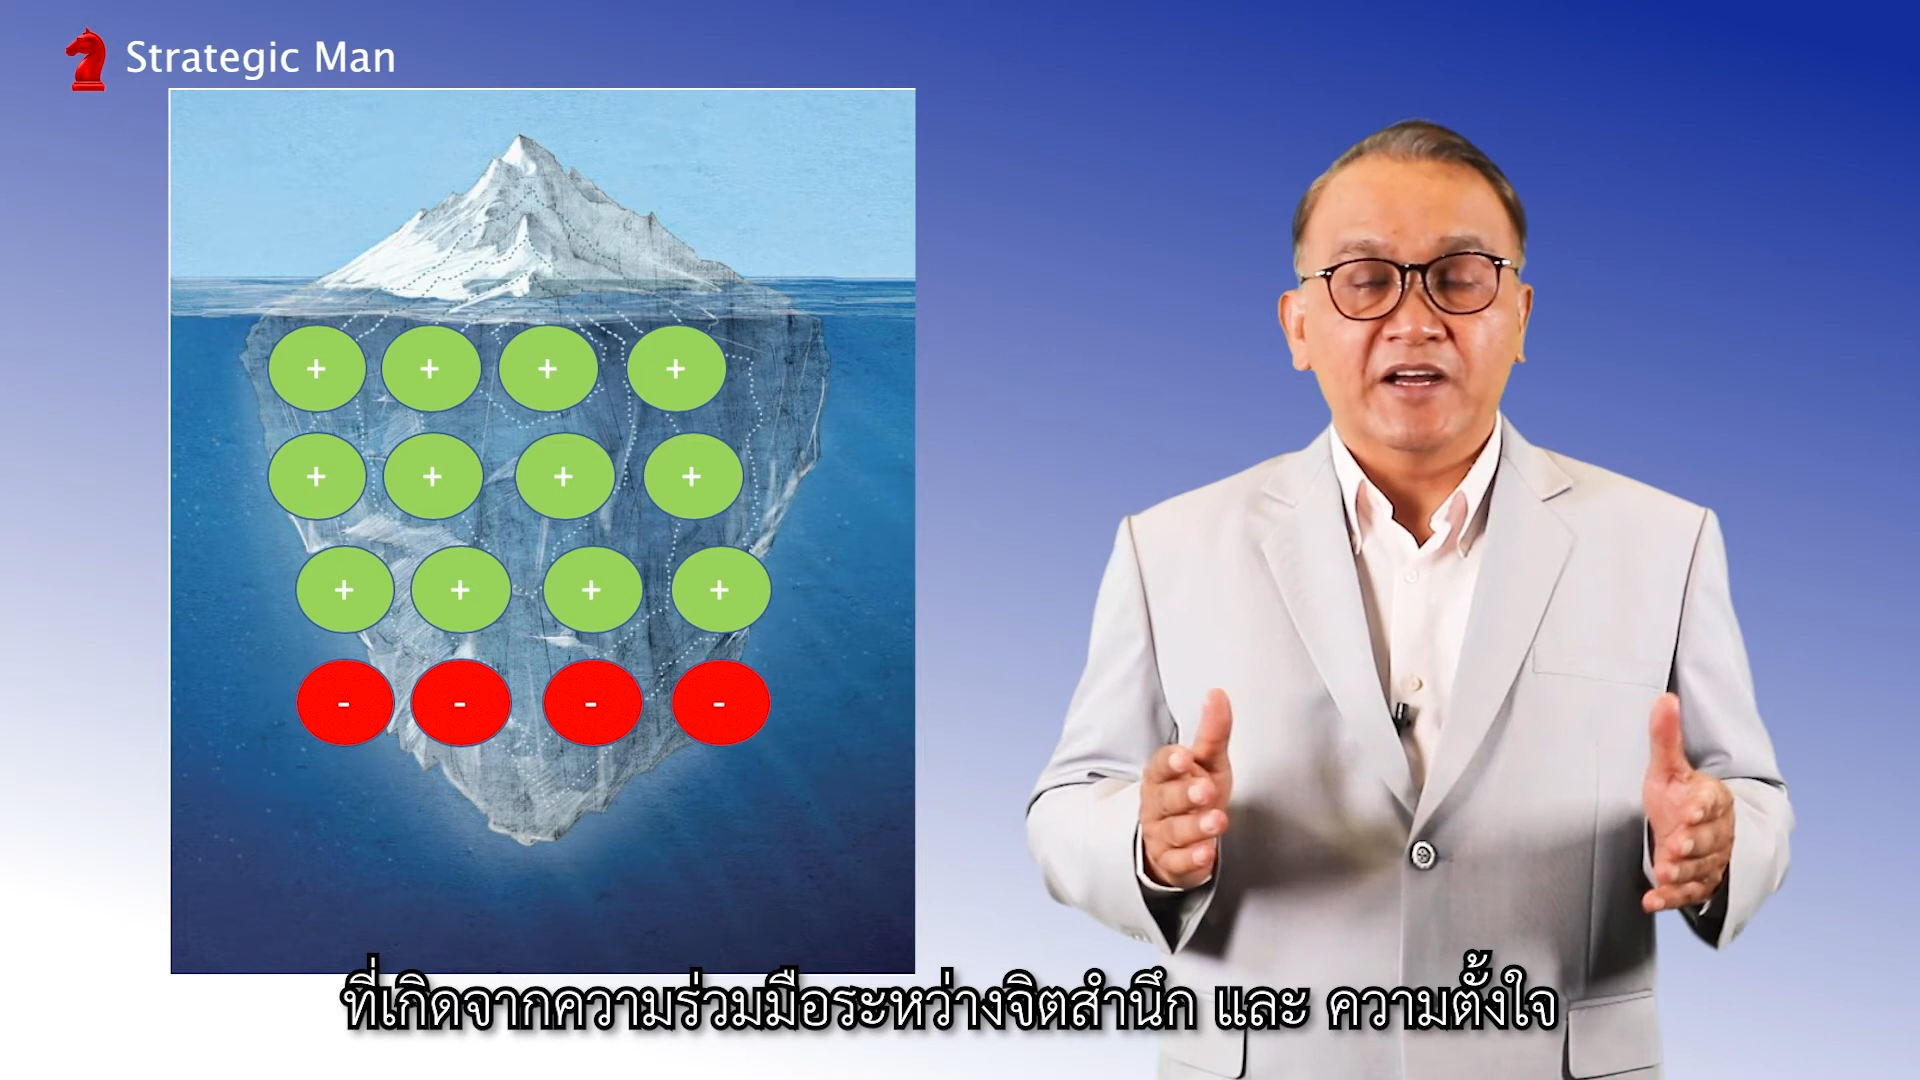 Strategic Man
+ + + +
+ + + +
+ + + +
- - - -
ที่เกิดจากความร่วมมือระหว่างจิตสำนึก และ ความตั้งใจ